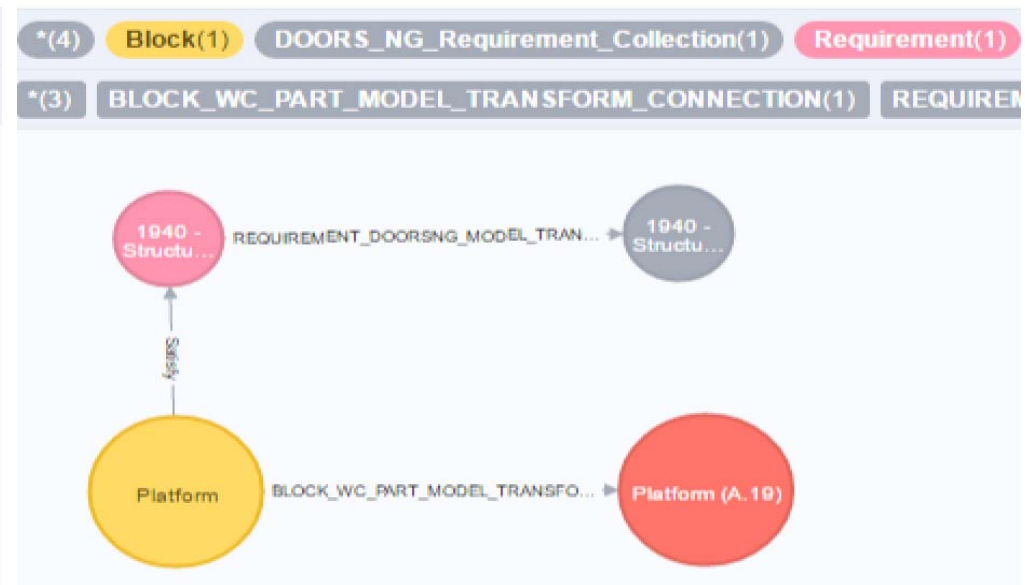 *(4) Block(1) DOORS_NG_Requirement_Collection(1) Requirement(1)
*(3) BLOCK_WC_PART_MODEL_TRANSFORM_CONNECTION(1) REQUIREM
1940 -
Structu...
REQUIREMENT_DOORSNG_MODEL_TRAN...
1940 -
Structu...
Satisfy
Platform
BLOCK_WC_PART_MODEL_TRANSFO...
Platform (A.19)